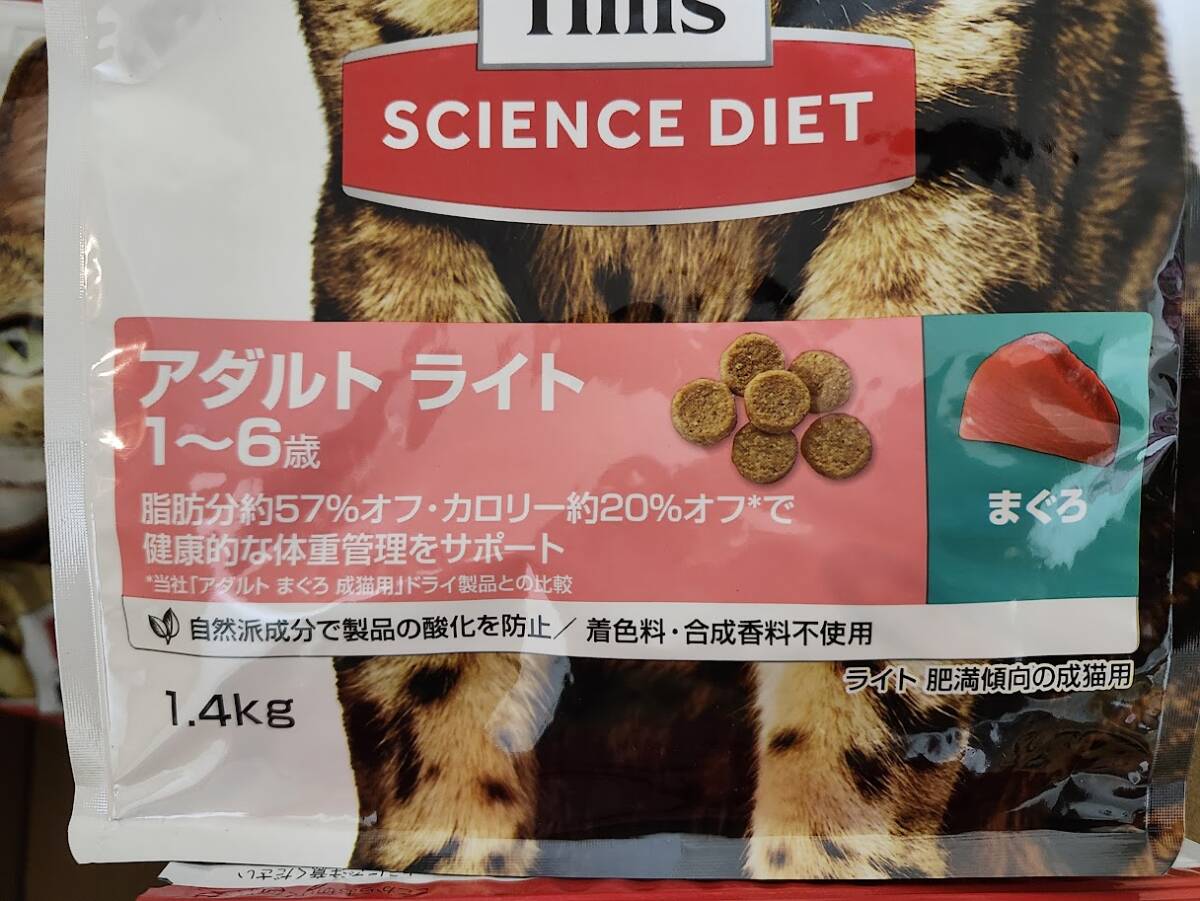 Hill's
SCIENCE DIET
アダルト ライト
1～6歳
脂肪分約57%オフ・カロリー約20%オフ*で
健康的な体重管理をサポート
*当社「アダルト まぐろ 成猫用」ドライ製品との比較
まぐろ
自然派成分で製品の酸化を防止／ 着色料・合成香料不使用
ライト 肥満傾向の成猫用
1.4kg